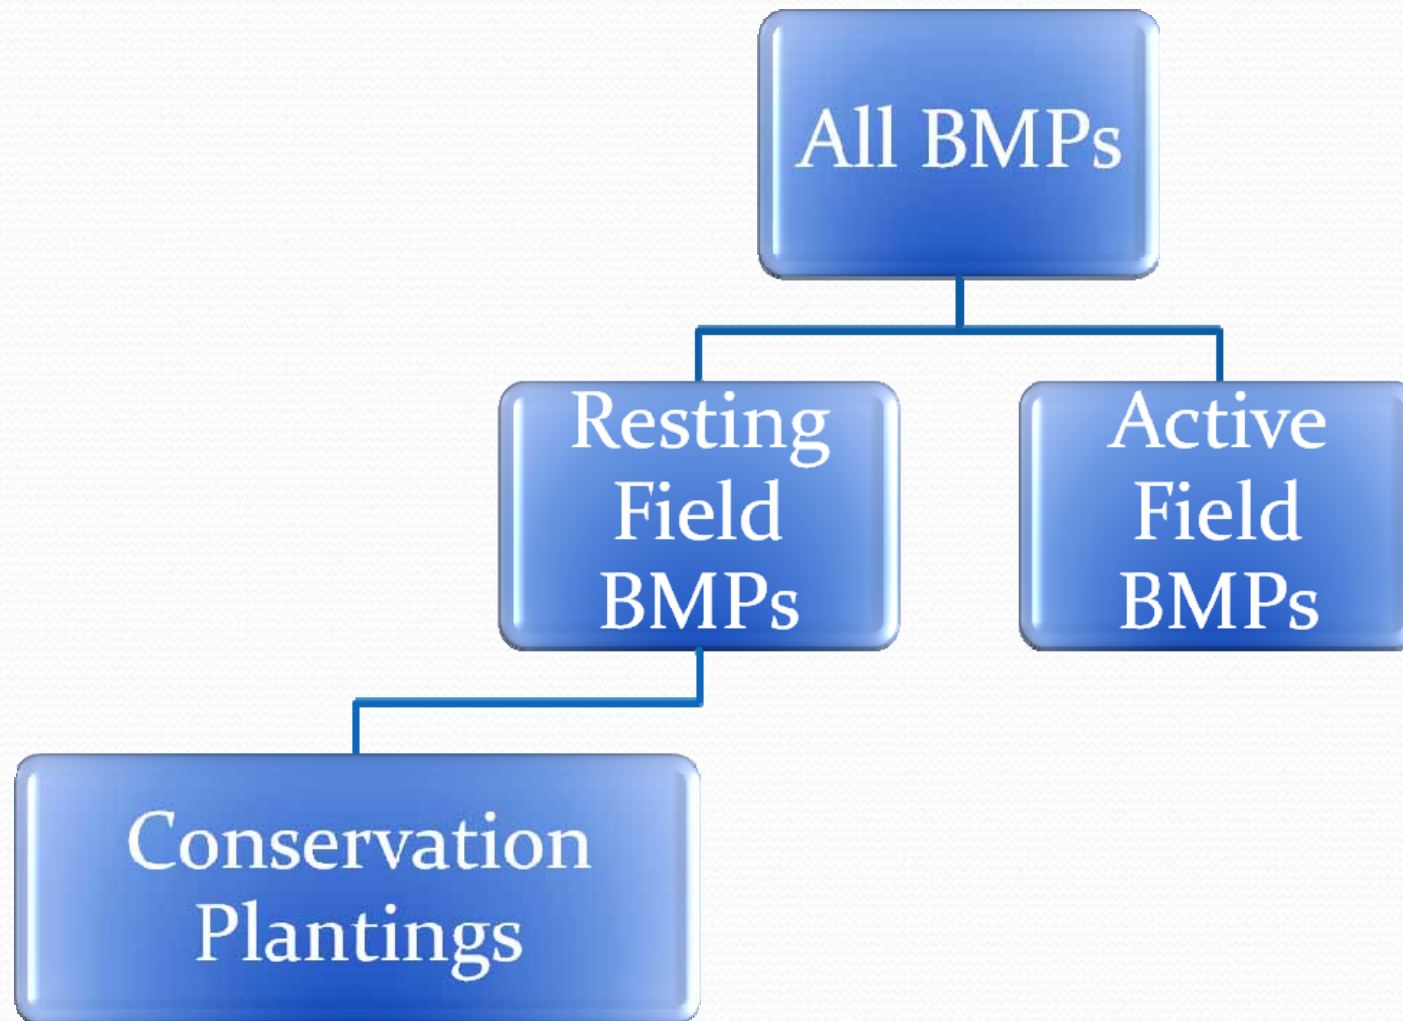 All BMPs
Resting
Field
BMPs
Active
Field
BMPs
Conservation
Plantings